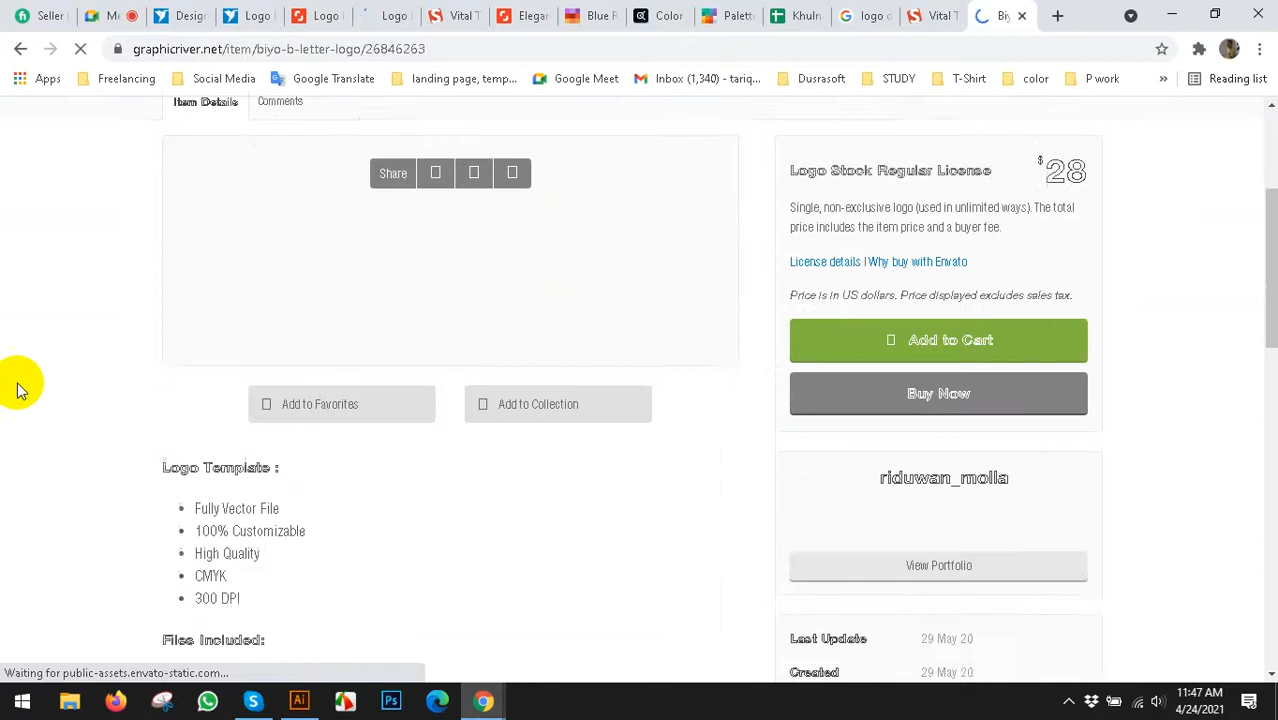 Seller
M
Design
Logo
Logo
Logo
Vital T
Elegar
Blue R
Color
Palett
KhuIn
logo d
Vital T
Biy
graphicriver.net/item/biyo-b-letter-logo/26846263
Apps
Freelancing
Social Media
Google Translate
landing page, temp...
Google Meet
Inbox (1,340) - tariq...
Dusrasoft
STUDY
T-Shirt
color
P work
»
Reading list
Item Details
Comments
Share
Logo Stock Regular License
$28
Single, non-exclusive logo (used in unlimited ways). The total
price includes the item price and a buyer fee.
License details | Why buy with Envato
Price is in US dollars. Price displayed excludes sales tax.
Add to Cart
Buy Now
Add to Favorites
Add to Collection
Logo Template :
Fully Vector File
100% Customizable
High Quality
CMYK
300 DPI
Files Included:
riduwan_molla
View Portfolio
Last Update 29 May 20
Created 29 May 20
Waiting for public-assets.envato-static.com...
Ai
Ps
11:47 AM
4/24/2021